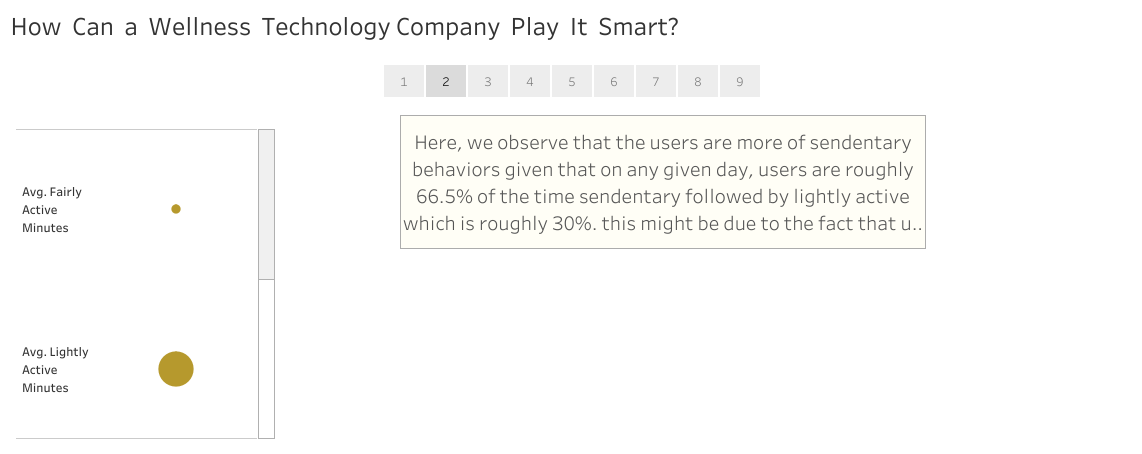 How Can a Wellness Technology Company Play It Smart?
1 2 3 4 5 6 7 8 9
Here, we observe that the users are more of sendentary
behaviors given that on any given day, users are roughly
66.5% of the time sendentary followed by lightly active
which is roughly 30%. this might be due to the fact that u..
Avg. Fairly
Active
Minutes
Avg. Lightly
Active
Minutes